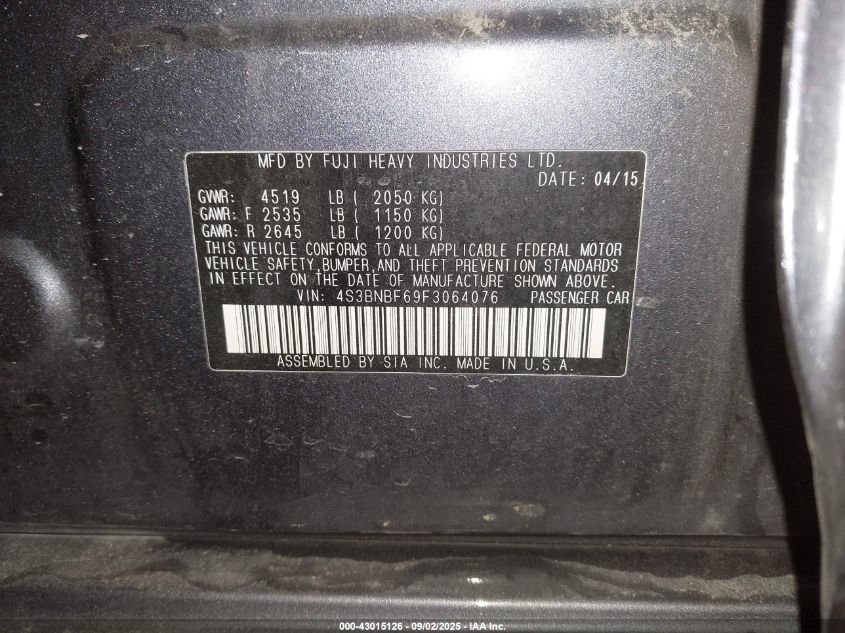 MFD BY FUJI HEAVY INDUSTRIES LTD.
DATE: 04/15
GVWR: 4519 LB ( 2050 KG)
GAWR: F 2535 LB ( 1150 KG)
GAWR: R 2645 LB ( 1200 KG)
THIS VEHICLE CONFORMS TO ALL APPLICABLE FEDERAL MOTOR
VEHICLE SAFETY,BUMPER,AND THEFT PREVENTION STANDARDS
IN EFFECT ON THE DATE OF MANUFACTURE SHOWN ABOVE.
VIN: 4S3BNBF69F3064076 PASSENGER CAR
ASSEMBLED BY SIA INC. MADE IN U.S.A.
000-43015126 - 09/02/2025 - IAA Inc.